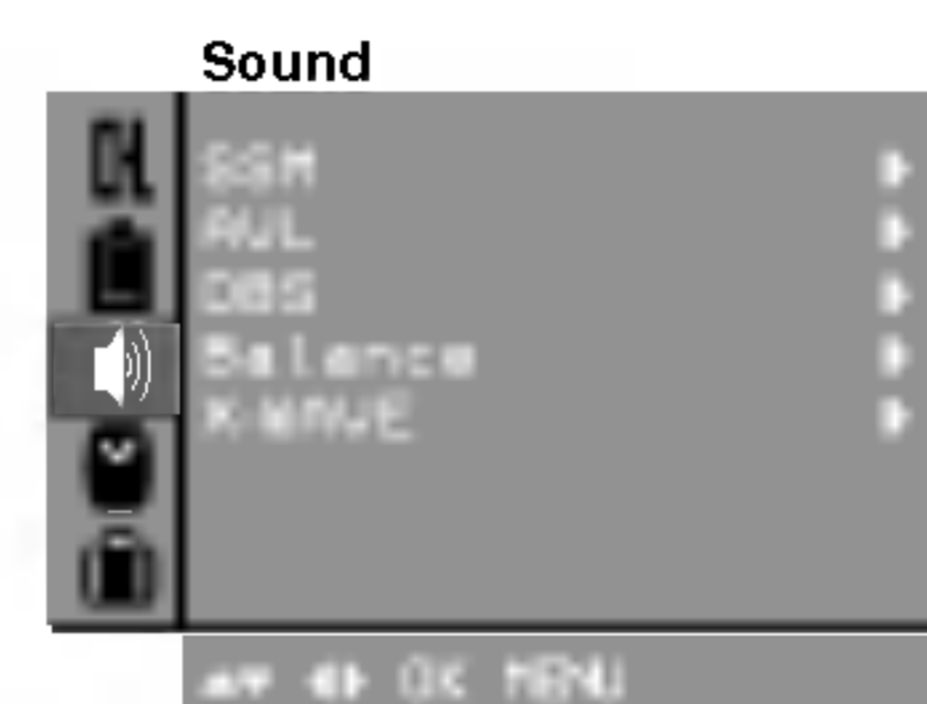 Sound
SSM
AVL
DBS
Balance
X-WAVE
▲▼ ◀▶ OK MENU